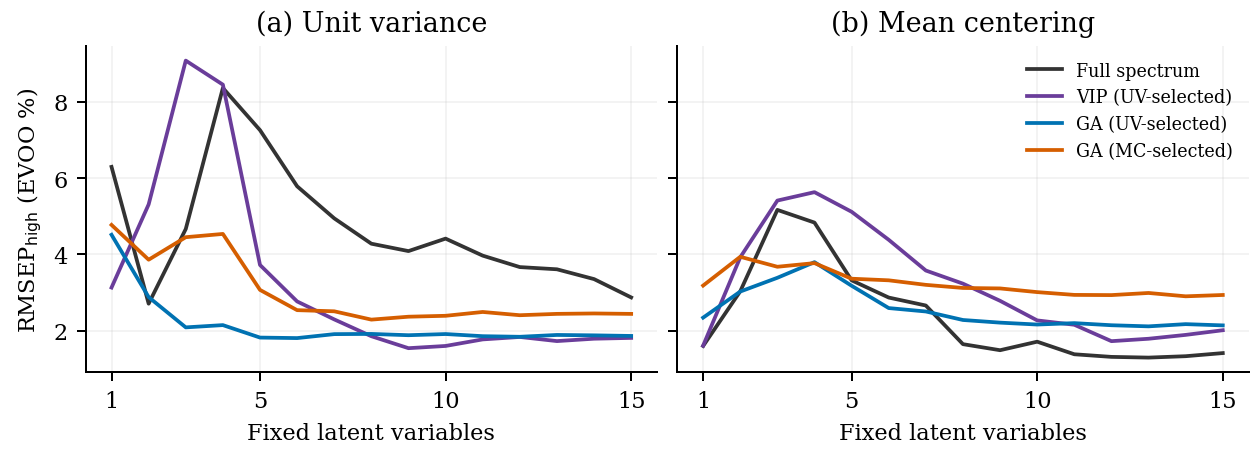 (a) Unit variance
(b) Mean centering
RMSEP_high (EVOO %)
8
6
4
2
Full spectrum
VIP (UV-selected)
GA (UV-selected)
GA (MC-selected)
1 5 10 15
1 5 10 15
Fixed latent variables
Fixed latent variables